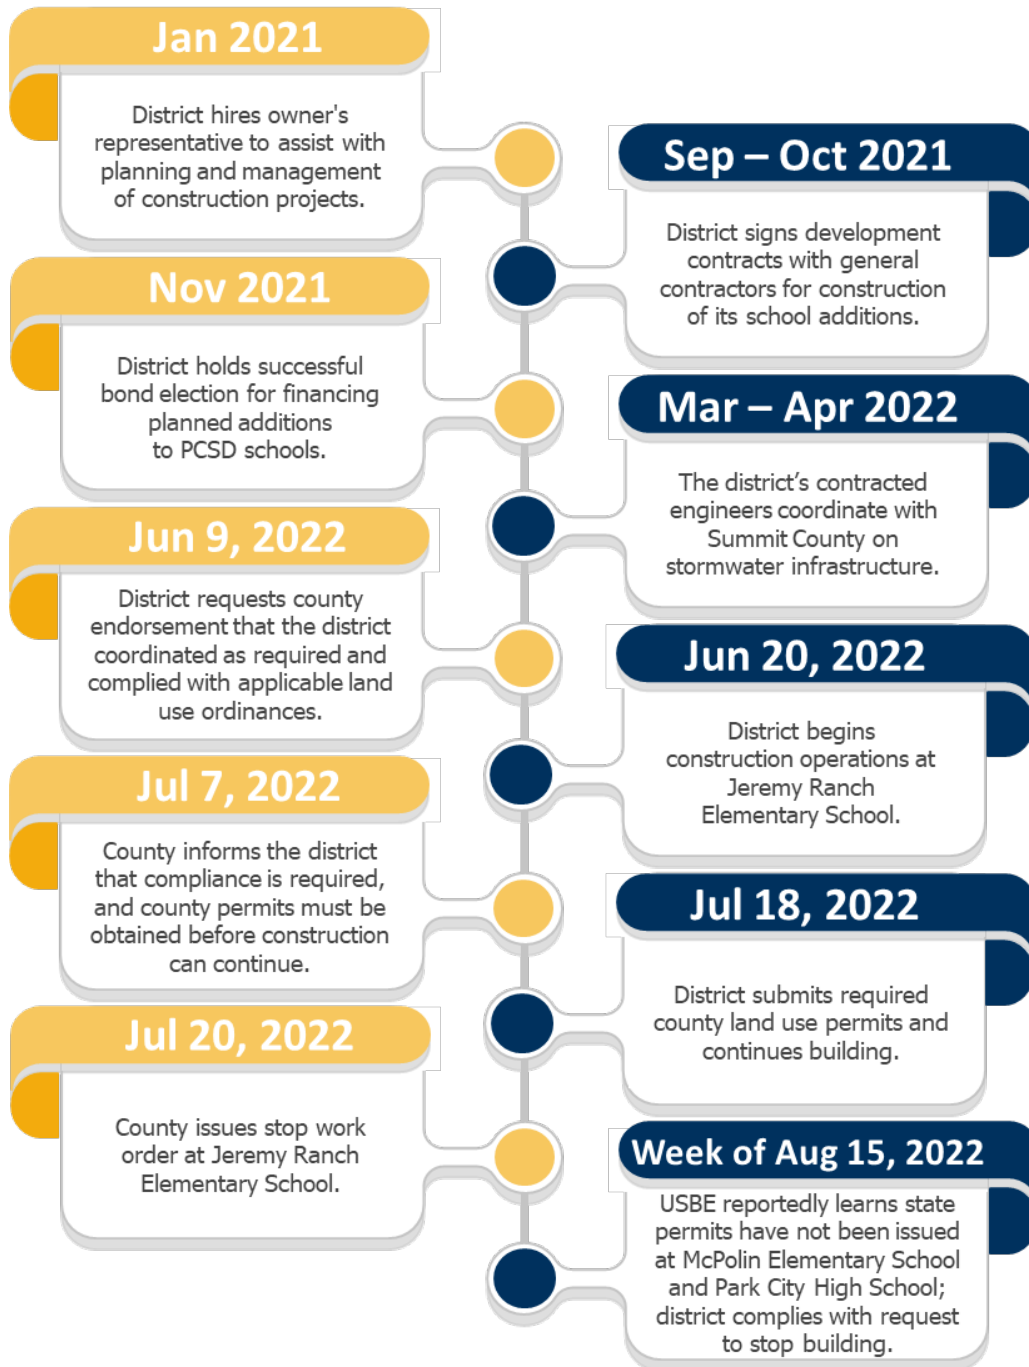 Jan 2021
District hires owner's
representative to assist with
planning and management
of construction projects.
Sep – Oct 2021
District signs development
contracts with general
contractors for construction
of its school additions.
Nov 2021
District holds successful
bond election for financing
planned additions
to PCSD schools.
Mar – Apr 2022
The district’s contracted
engineers coordinate with
Summit County on
stormwater infrastructure.
Jun 9, 2022
District requests county
endorsement that the district
coordinated as required and
complied with applicable land
use ordinances.
Jun 20, 2022
District begins
construction operations at
Jeremy Ranch
Elementary School.
Jul 7, 2022
County informs the district
that compliance is required,
and county permits must be
obtained before construction
can continue.
Jul 18, 2022
District submits required
county land use permits and
continues building.
Jul 20, 2022
County issues stop work
order at Jeremy Ranch
Elementary School.
Week of Aug 15, 2022
USBE reportedly learns state
permits have not been issued
at McPolin Elementary School
and Park City High School;
district complies with request
to stop building.